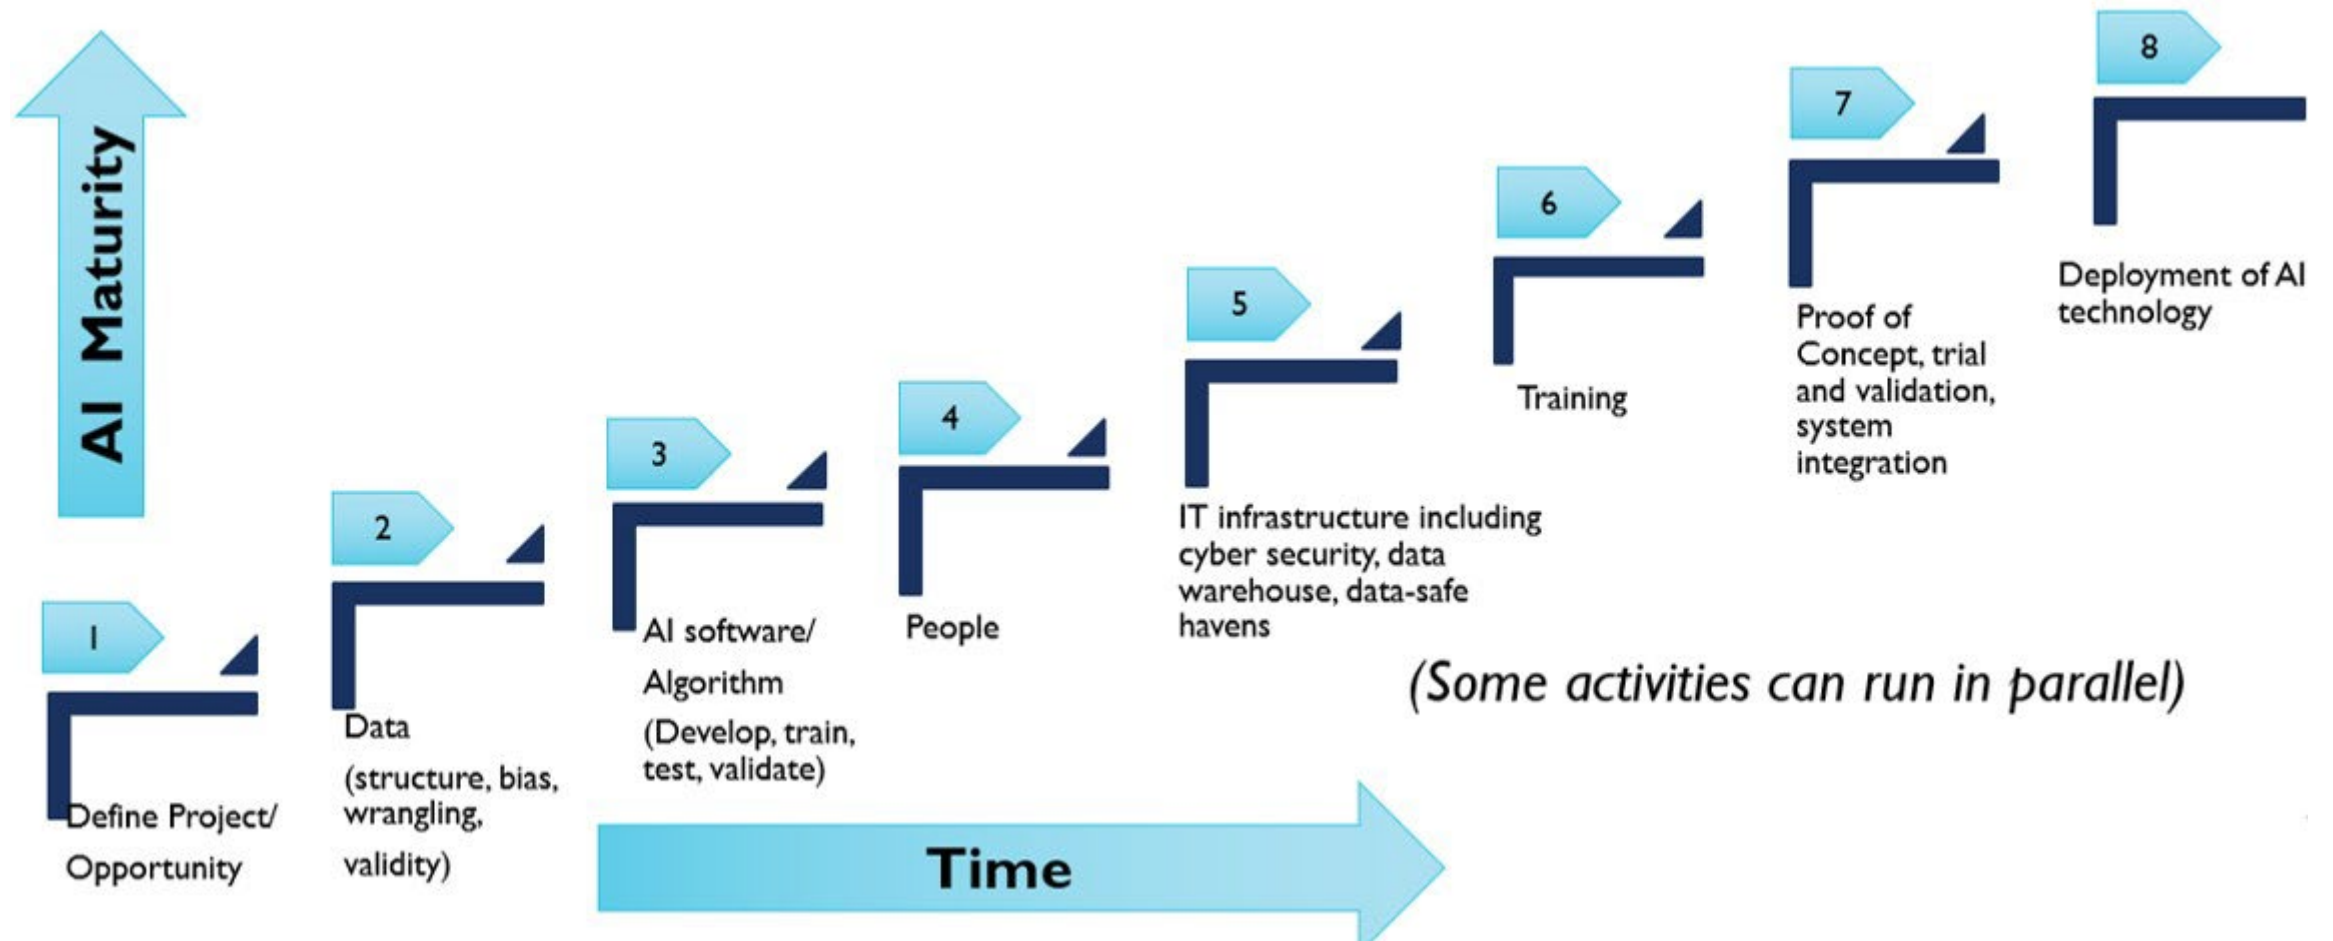 AI Maturity
1
Define Project/
Opportunity
2
Data
(structure, bias,
wrangling,
validity)
3
AI software/
Algorithm
(Develop, train,
test, validate)
4
People
5
IT infrastructure including
cyber security, data
warehouse, data-safe
havens
6
Training
7
Proof of
Concept, trial
and validation,
system
integration
8
Deployment of AI
technology
(Some activities can run in parallel)
Time